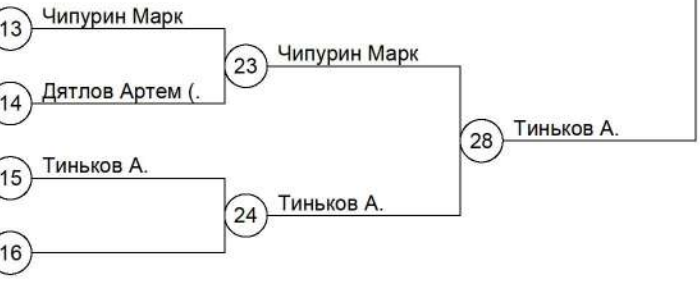 13 Чипурин Марк
23 Чипурин Марк
14 Дятлов Артем (.
28 Тиньков А.
15 Тиньков А.
24 Тиньков А.
16